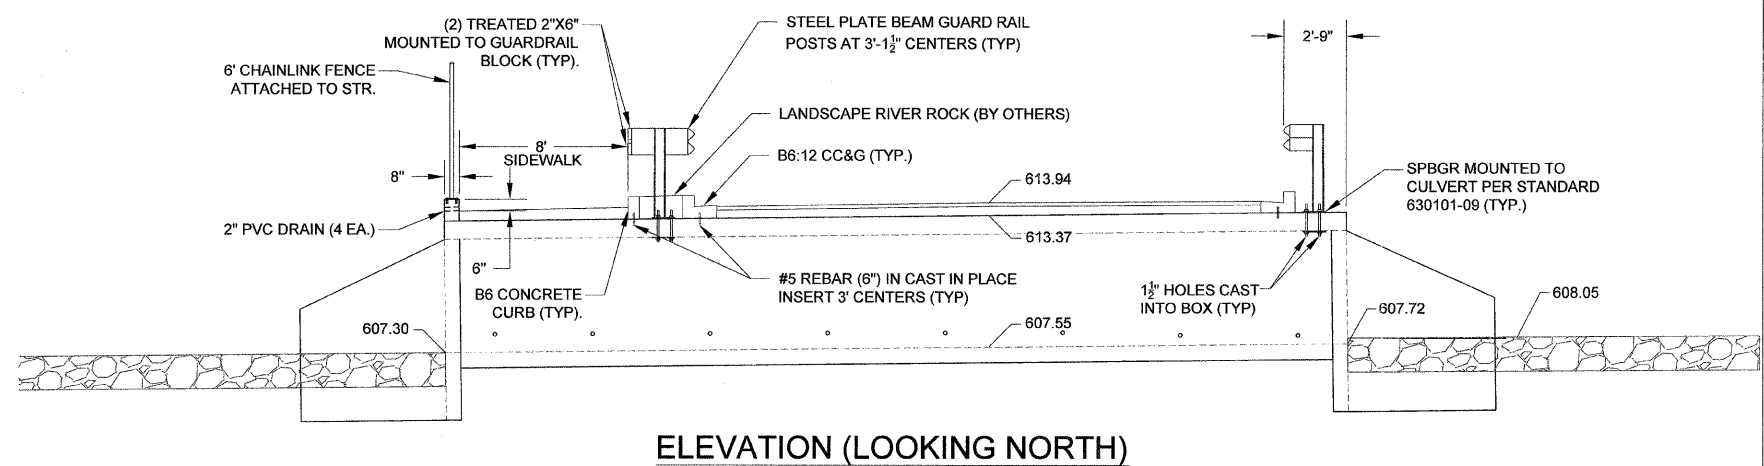 (2) TREATED 2"X6"
MOUNTED TO GUARDRAIL
BLOCK (TYP).
STEEL PLATE BEAM GUARD RAIL
POSTS AT 3'-1½" CENTERS (TYP)
2'-9"
6' CHAINLINK FENCE
ATTACHED TO STR.
LANDSCAPE RIVER ROCK (BY OTHERS)
8'
SIDEWALK
B6:12 CC&G (TYP.)
8"
613.94
SPBGR MOUNTED TO
CULVERT PER STANDARD
630101-09 (TYP.)
2" PVC DRAIN (4 EA.)
613.37
6"
#5 REBAR (6") IN CAST IN PLACE
INSERT 3' CENTERS (TYP)
B6 CONCRETE
CURB (TYP).
1½" HOLES CAST
INTO BOX (TYP)
608.05
607.30
607.55
607.72
ELEVATION (LOOKING NORTH)